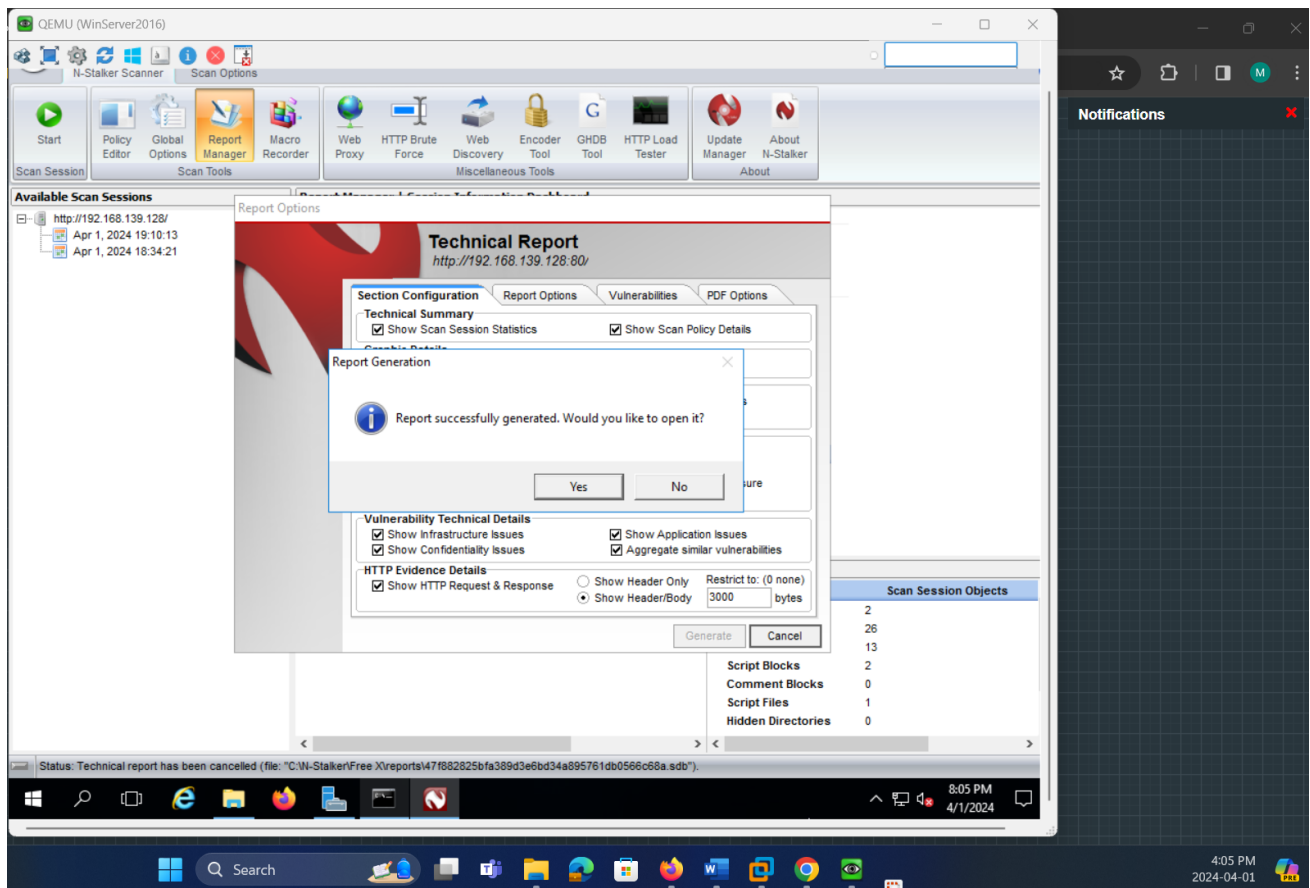 QEMU (WinServer2016)
N-Stalker Scanner Scan Options
Start Policy Editor Global Options Report Manager Macro Recorder Web Proxy HTTP Brute Force Web Discovery Encoder Tool GHDB Tool HTTP Load Tester Update Manager About N-Stalker
Scan Session Scan Tools Miscellaneous Tools About
Notifications
M
Available Scan Sessions
http://192.168.139.128/
Apr 1, 2024 19:10:13
Apr 1, 2024 18:34:21
Report Manager | Session Information Dashboard
Report Options
Technical Report
http://192.168.139.128:80/
Section Configuration Report Options Vulnerabilities PDF Options
Technical Summary
Show Scan Session Statistics Show Scan Policy Details
Graphic Details
Report Generation
Report successfully generated. Would you like to open it?
Yes No
s
sure
Vulnerability Technical Details
Show Infrastructure Issues Show Application Issues
Show Confidentiality Issues Aggregate similar vulnerabilities
HTTP Evidence Details
Show HTTP Request & Response Show Header Only Restrict to: (0 none)
Show Header/Body 3000 bytes
Generate Cancel
Scan Session Objects
2
26
13
Script Blocks 2
Comment Blocks 0
Script Files 1
Hidden Directories 0
Status: Technical report has been cancelled (file: "C:\N-Stalker\Free X\reports\47f882825bfa389d3e6bd34a895761db0566c68a.sdb").
8:05 PM
4/1/2024
Search
4:05 PM
2024-04-01
PRE